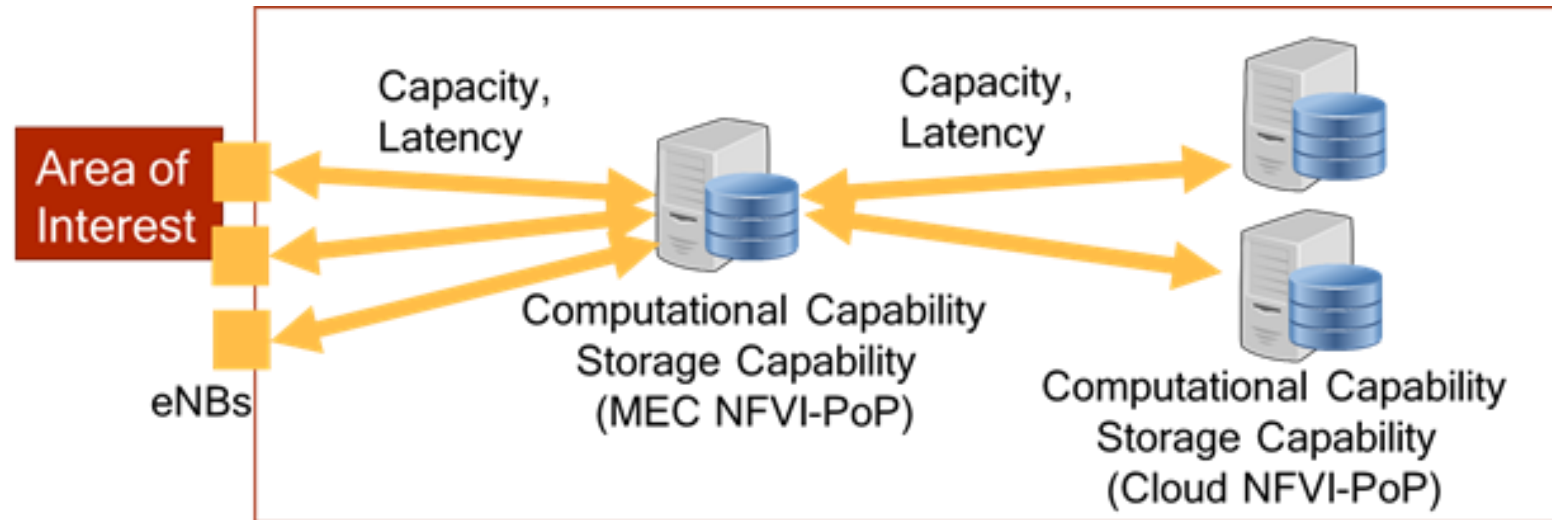 Capacity,
Latency
Capacity,
Latency
Area of
Interest
eNBs
Computational Capability
Storage Capability
(MEC NFVI-PoP)
Computational Capability
Storage Capability
(Cloud NFVI-PoP)